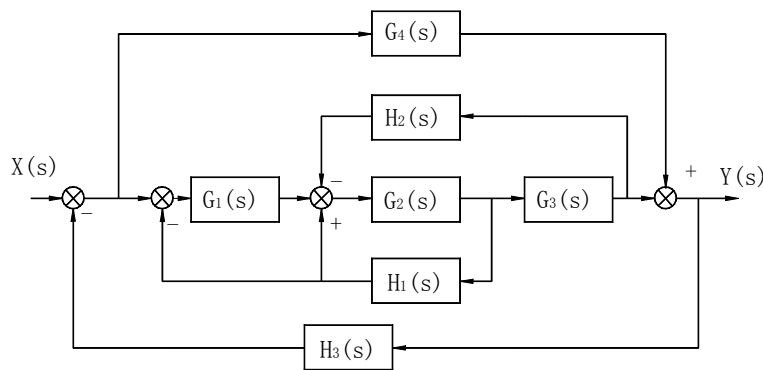 G₄(s)
H₂(s)
X(s)
−
+
Y(s)
G₁(s)
G₂(s)
G₃(s)
−
−
+
H₁(s)
H₃(s)